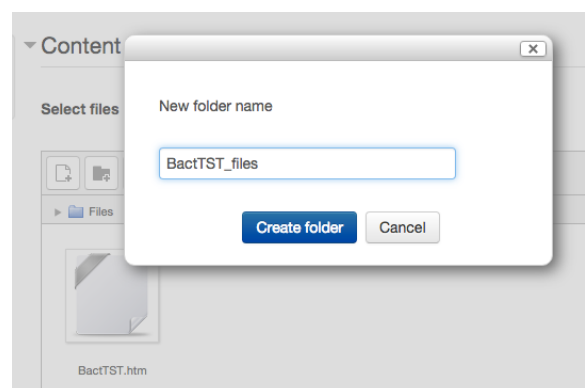 Content
New folder name
Select files
BactTST_files
Files
Create folder
Cancel
BactTST.htm